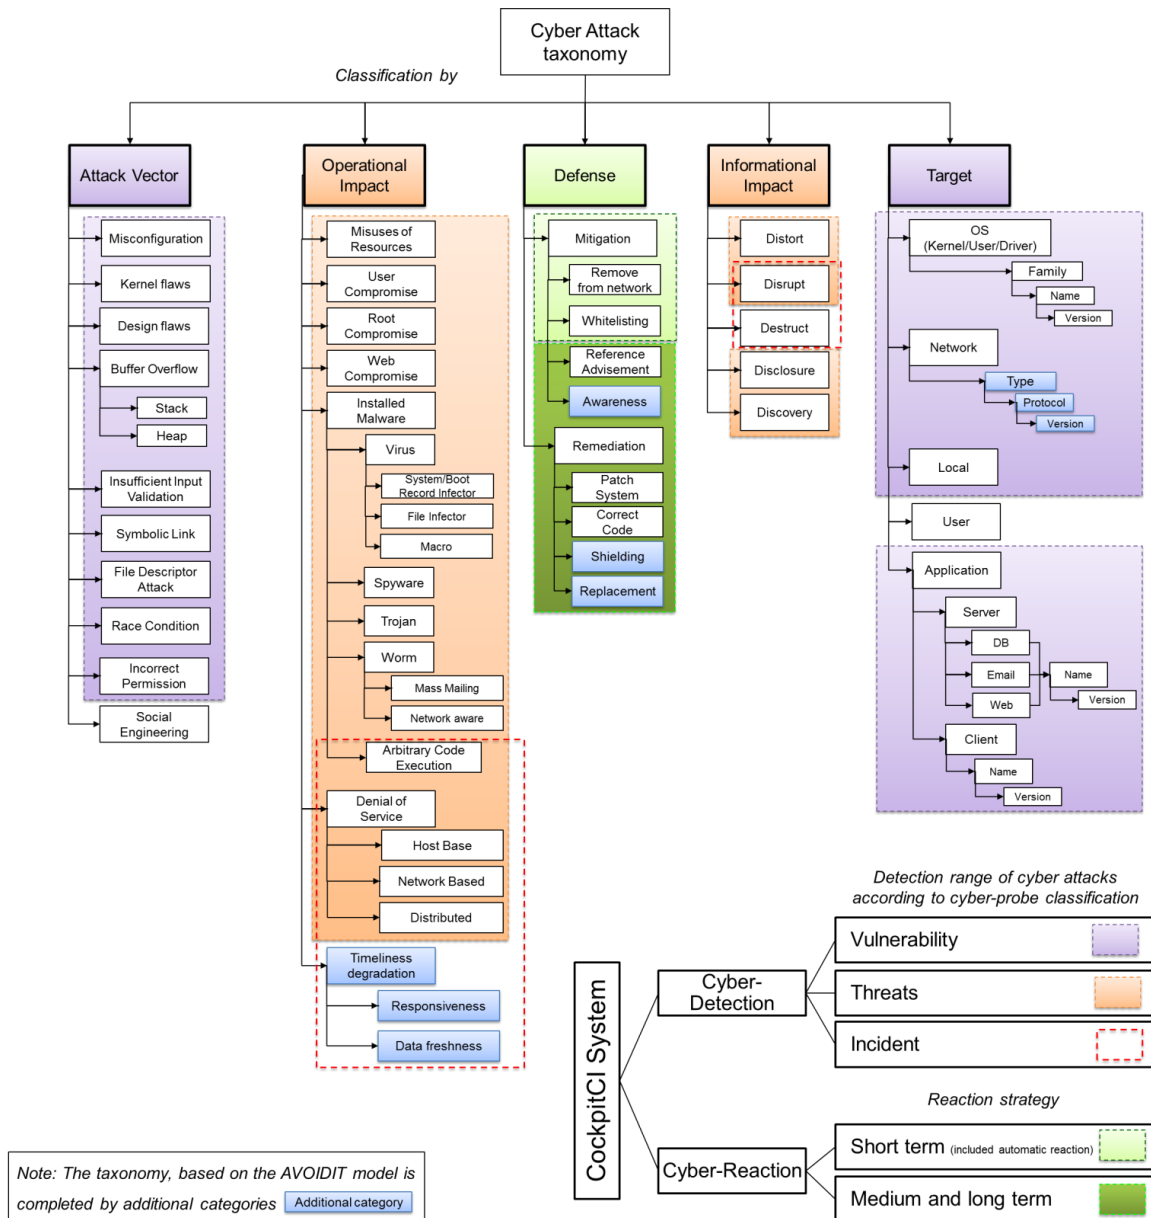 Cyber Attack
taxonomy
Classification by
Attack Vector
Misconfiguration
Kernel flaws
Design flaws
Buffer Overflow
Stack
Heap
Insufficient Input
Validation
Symbolic Link
File Descriptor
Attack
Race Condition
Incorrect
Permission
Social
Engineering
Operational
Impact
Misuses of
Resources
User
Compromise
Root
Compromise
Web
Compromise
Installed
Malware
Virus
System/Boot
Record Infector
File Infector
Macro
Spyware
Trojan
Worm
Mass Mailing
Network aware
Arbitrary Code
Execution
Denial of
Service
Host Base
Network Based
Distributed
Timeliness
degradation
Responsiveness
Data freshness
Defense
Mitigation
Remove
from network
Whitelisting
Reference
Advisement
Awareness
Remediation
Patch
System
Correct
Code
Shielding
Replacement
Informational
Impact
Distort
Disrupt
Destruct
Disclosure
Discovery
Target
OS
(Kernel/User/Driver)
Family
Name
Version
Network
Type
Protocol
Version
Local
User
Application
Server
DB
Email
Web
Name
Version
Client
Name
Version
Detection range of cyber attacks
according to cyber-probe classification
CockpitCI System
Cyber-
Detection
Vulnerability
Threats
Incident
Reaction strategy
Cyber-Reaction
Short term (included automatic reaction)
Medium and long term
Note: The taxonomy, based on the AVOIDIT model is
completed by additional categories Additional category